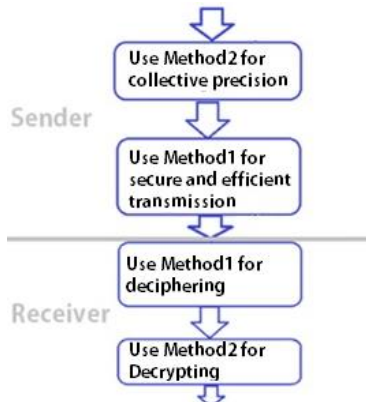 Use Method2 for
collective precision
Sender
Use Method1 for
secure and efficient
transmission
Use Method1 for
deciphering
Receiver
Use Method2 for
Decrypting